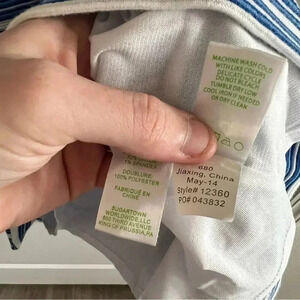 MACHINE WASH COLD
WITH LIKE COLORS
DELICATE CYCLE
DO NOT BLEACH
TUMBLE DRY LOW
COOL IRON IF NEEDED
OR DRY CLEAN
DOUBLURE:
100% POLYESTER
FABRIQUÉ EN
CHINE
SUGARTOWN
WORLDWIDE, LLC
800 THIRD AVENUE
KING OF PRUSSIA, PA
680
Jiaxing, China
May-14
Style# 12360
PO# 043832